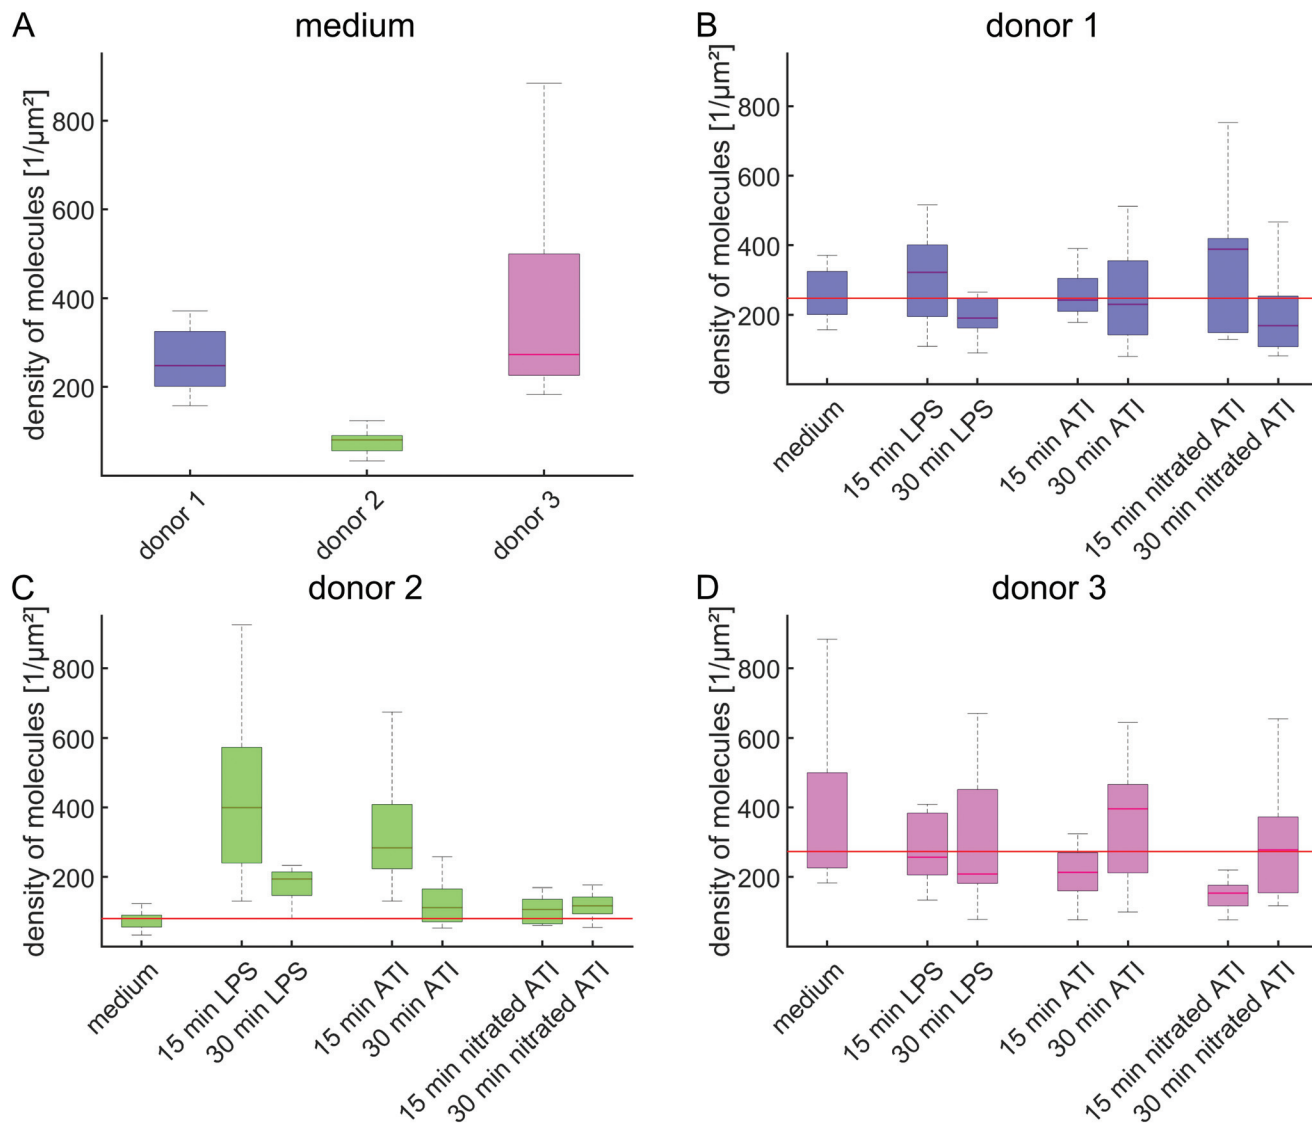 A
medium
density of molecules [1/μm²]
800
600
400
200
donor 1
donor 2
donor 3
B
donor 1
density of molecules [1/μm²]
800
600
400
200
medium
15 min LPS
30 min LPS
15 min ATI
30 min ATI
15 min nitrated ATI
30 min nitrated ATI
C
donor 2
density of molecules [1/μm²]
800
600
400
200
medium
15 min LPS
30 min LPS
15 min ATI
30 min ATI
15 min nitrated ATI
30 min nitrated ATI
D
donor 3
density of molecules [1/μm²]
800
600
400
200
medium
15 min LPS
30 min LPS
15 min ATI
30 min ATI
15 min nitrated ATI
30 min nitrated ATI